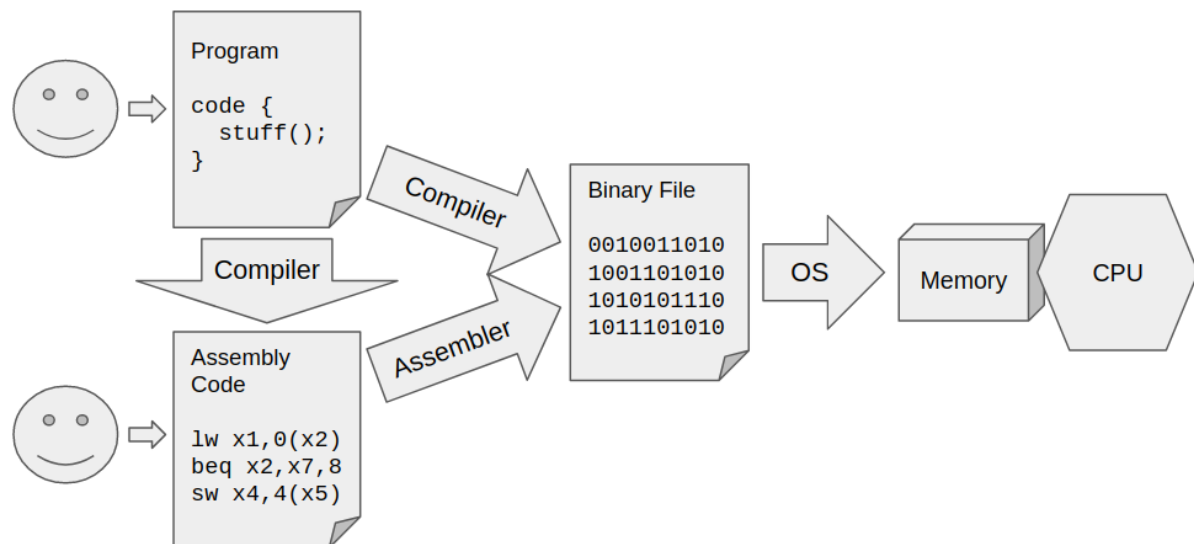 Program
code {
  stuff();
}
Compiler
Compiler
Assembly
Code
lw x1,0(x2)
beq x2,x7,8
sw x4,4(x5)
Assembler
Binary File
0010011010
1001101010
1010101110
1011101010
OS
Memory
CPU